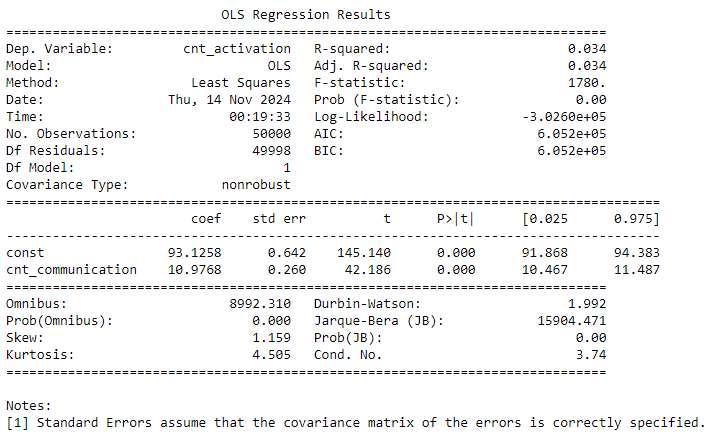 OLS Regression Results
==============================================================================
Dep. Variable: cnt_activation R-squared: 0.034
Model: OLS Adj. R-squared: 0.034
Method: Least Squares F-statistic: 1780.
Date: Thu, 14 Nov 2024 Prob (F-statistic): 0.00
Time: 00:19:33 Log-Likelihood: -3.0260e+05
No. Observations: 50000 AIC: 6.052e+05
Df Residuals: 49998 BIC: 6.052e+05
Df Model: 1
Covariance Type: nonrobust
=====================================================================================
coef std err t P>|t| [0.025 0.975]
-------------------------------------------------------------------------------------
const 93.1258 0.642 145.140 0.000 91.868 94.383
cnt_communication 10.9768 0.260 42.186 0.000 10.467 11.487
==============================================================================
Omnibus: 8992.310 Durbin-Watson: 1.992
Prob(Omnibus): 0.000 Jarque-Bera (JB): 15904.471
Skew: 1.159 Prob(JB): 0.00
Kurtosis: 4.505 Cond. No. 3.74
==============================================================================
Notes:
[1] Standard Errors assume that the covariance matrix of the errors is correctly specified.